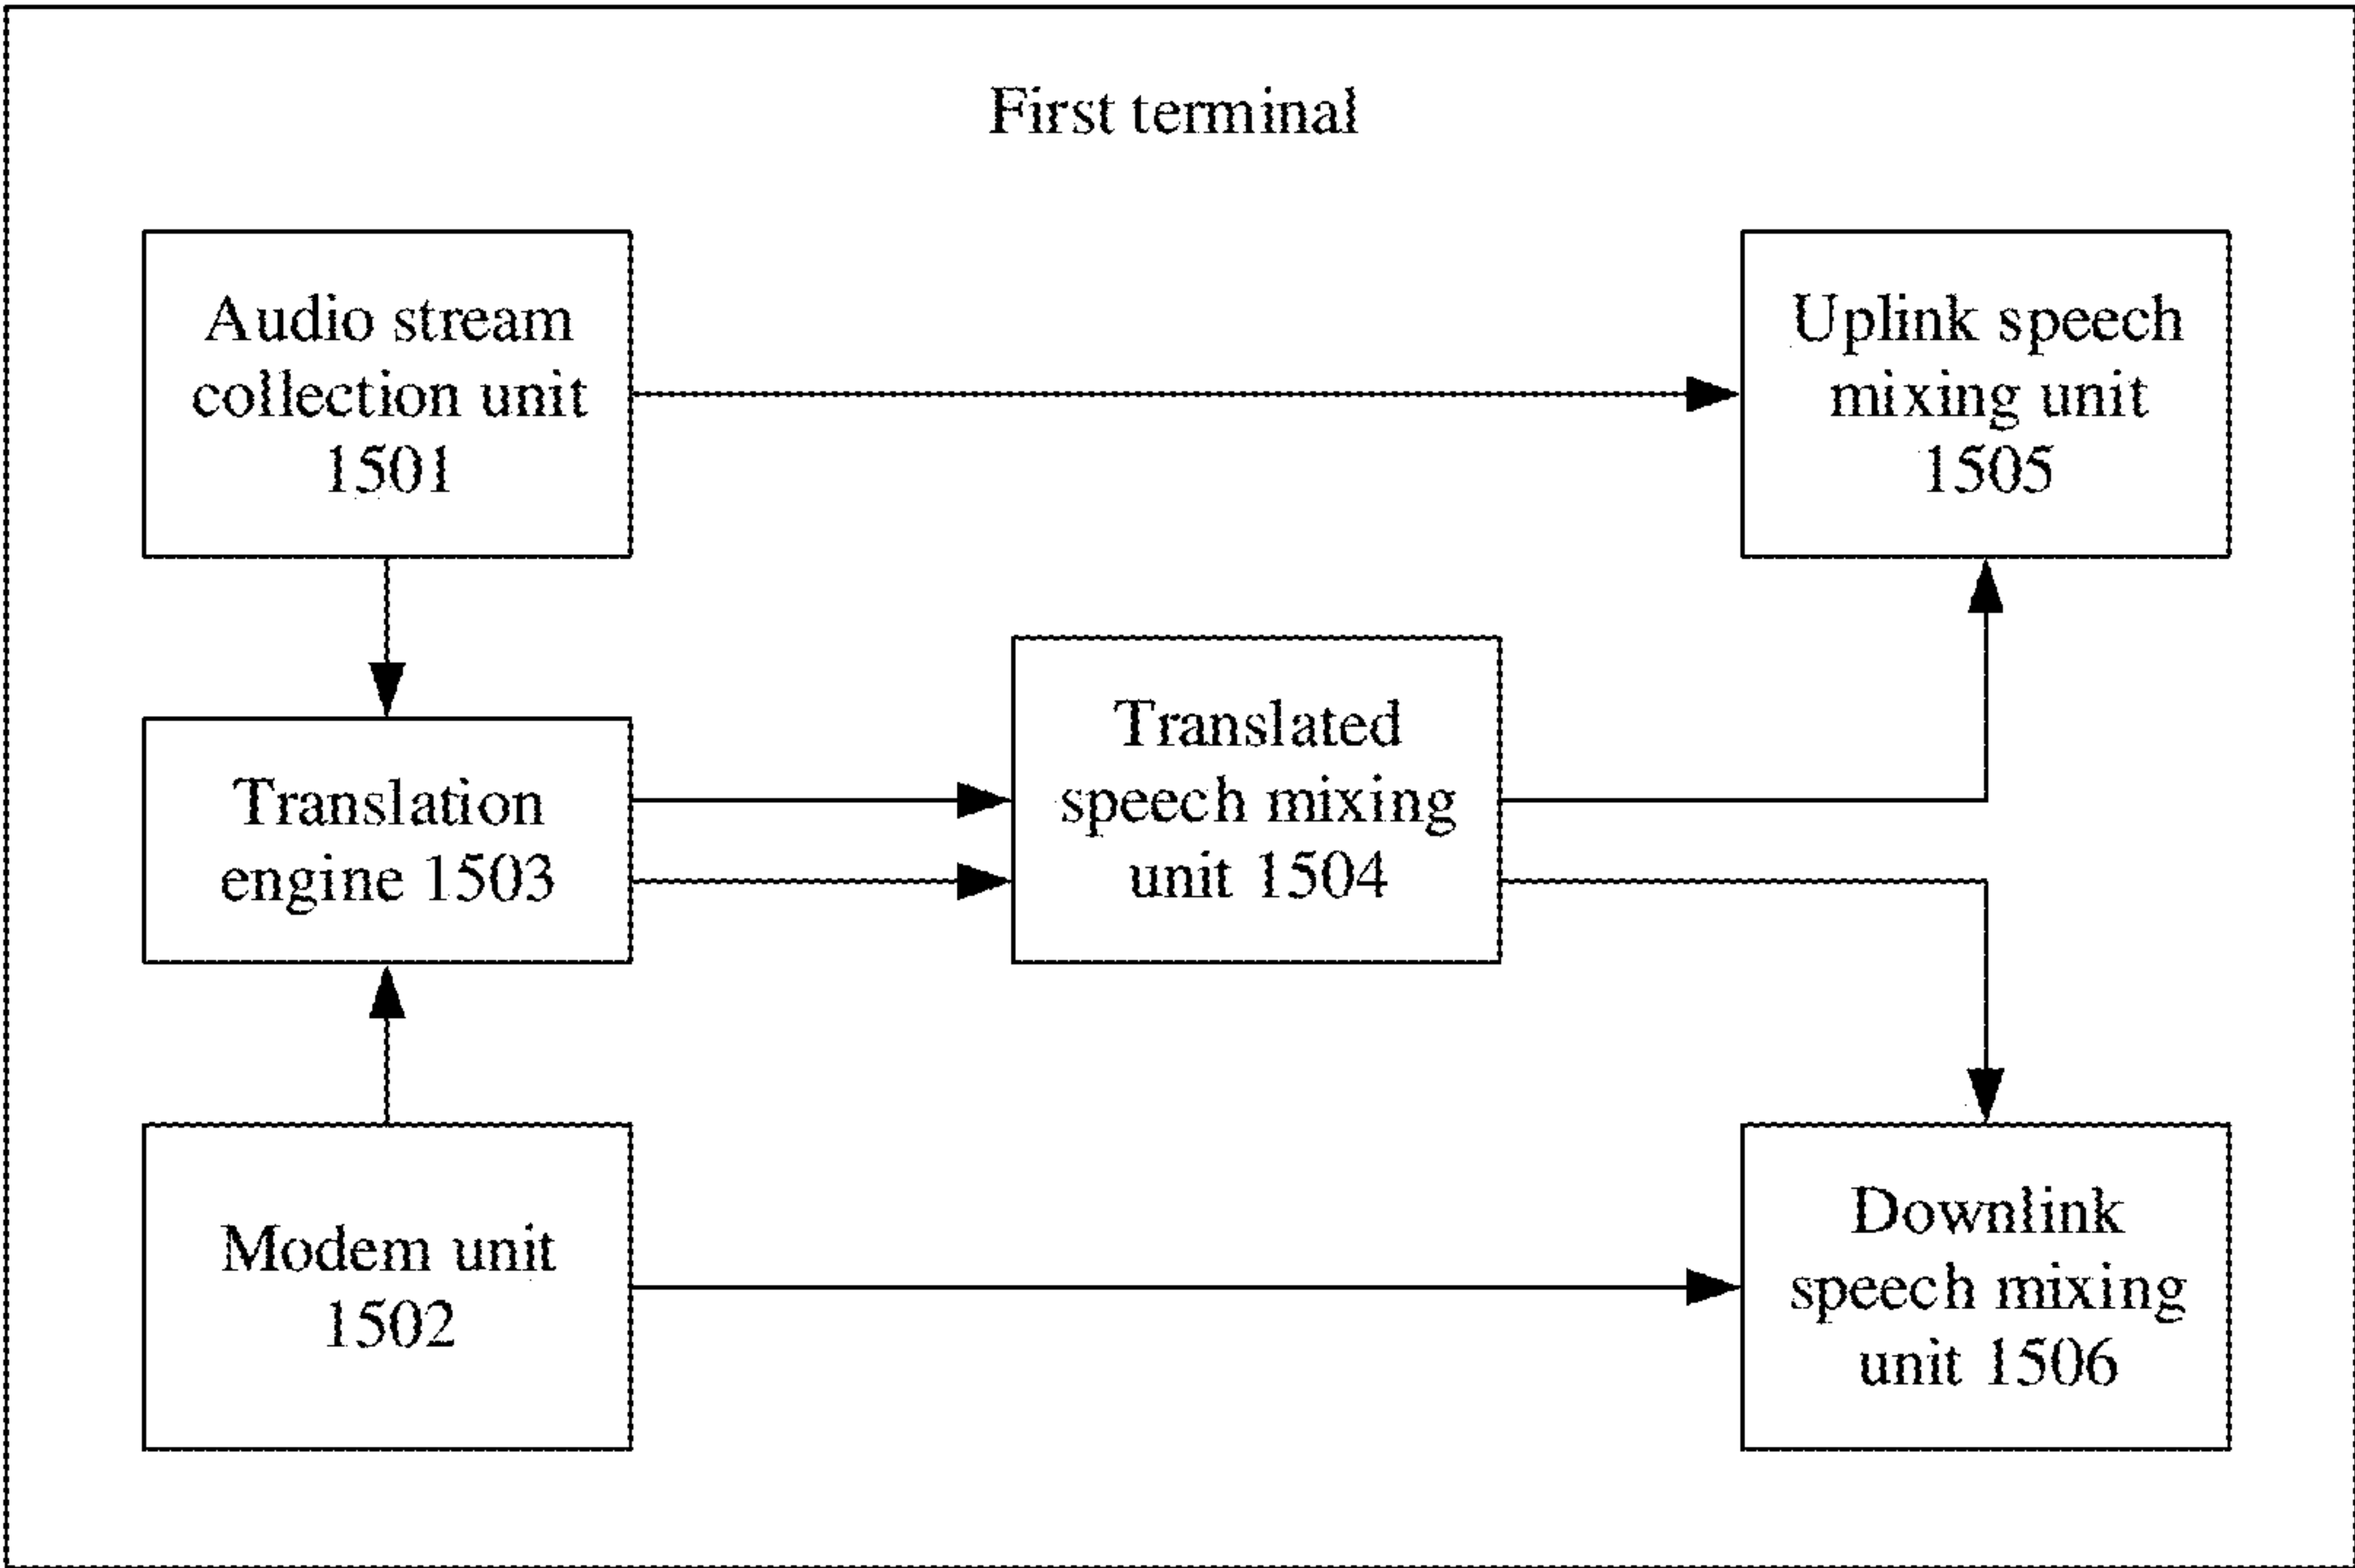 First terminal
Audio stream
collection unit
1501
Uplink speech
mixing unit
1505
Translation
engine 1503
Translated
speech mixing
unit 1504
Modem unit
1502
Downlink
speech mixing
unit 1506